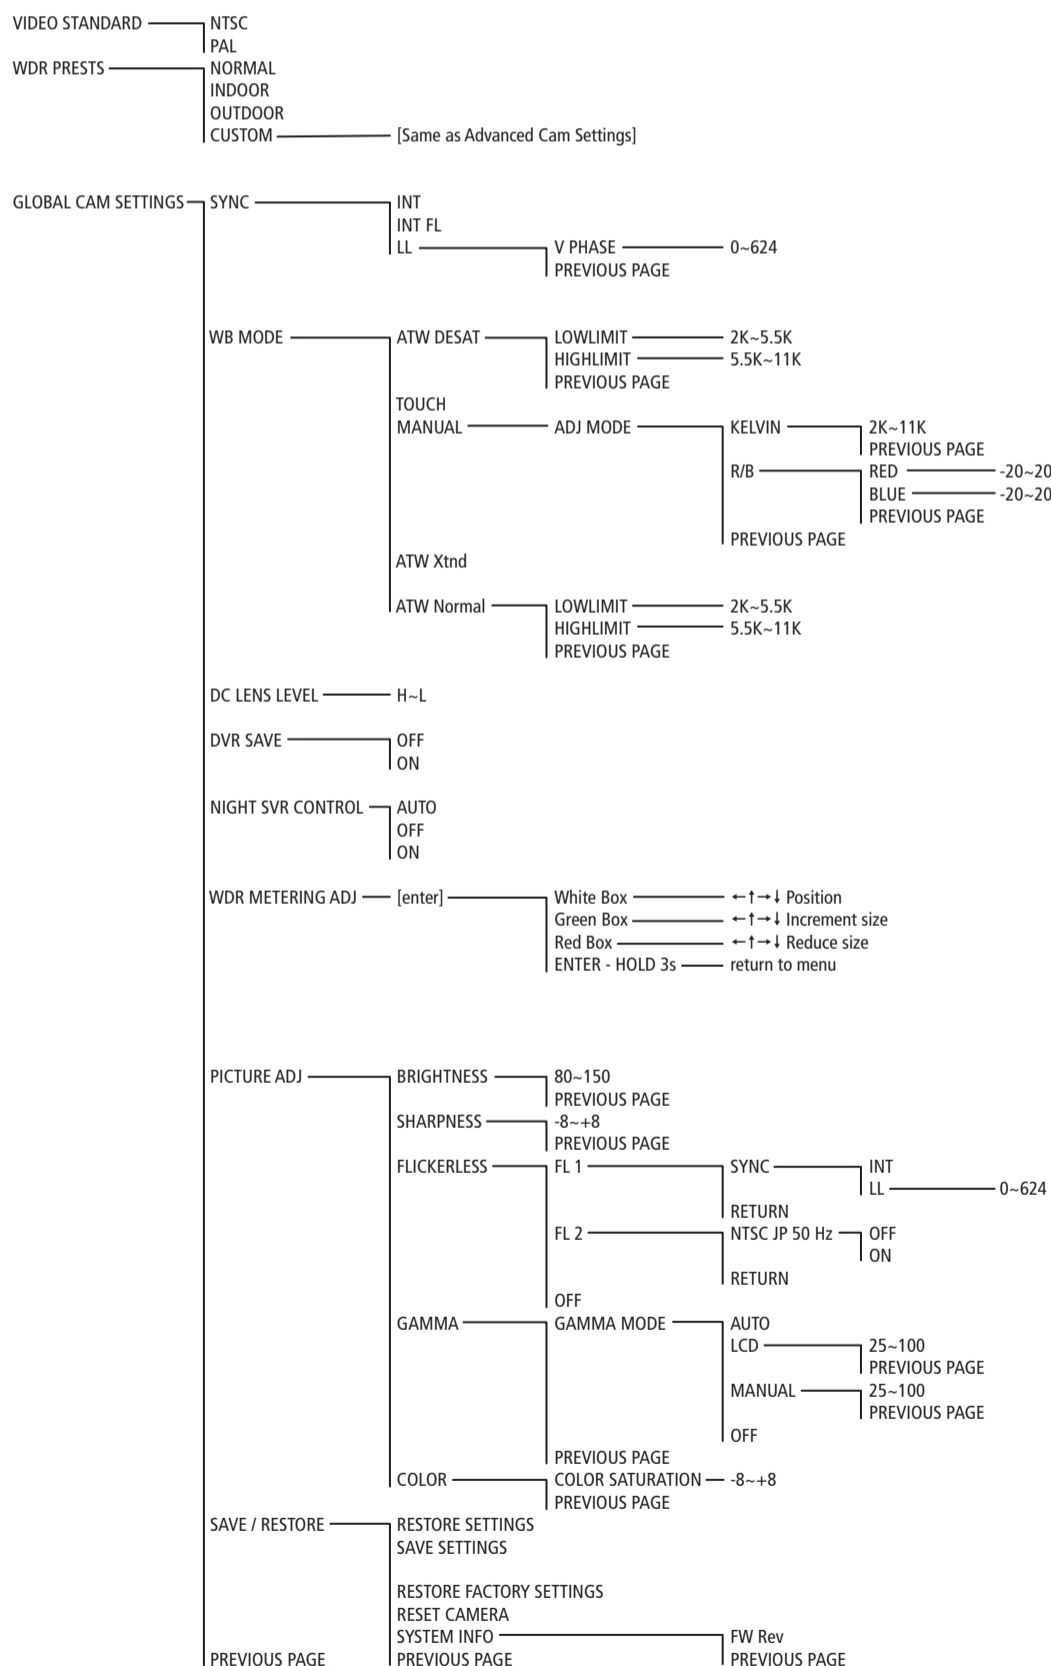 VIDEO STANDARD NTSC
PAL
WDR PRESTS NORMAL
INDOOR
OUTDOOR
CUSTOM [Same as Advanced Cam Settings]
GLOBAL CAM SETTINGS SYNC INT
INT FL
LL V PHASE 0~624
PREVIOUS PAGE
WB MODE ATW DESAT LOWLIMIT 2K~5.5K
HIGHLIMIT 5.5K~11K
PREVIOUS PAGE
TOUCH
MANUAL ADJ MODE KELVIN 2K~11K
PREVIOUS PAGE
R/B RED -20~20
BLUE -20~20
PREVIOUS PAGE
PREVIOUS PAGE
ATW Xtnd
ATW Normal LOWLIMIT 2K~5.5K
HIGHLIMIT 5.5K~11K
PREVIOUS PAGE
DC LENS LEVEL H~L
DVR SAVE OFF
ON
NIGHT SVR CONTROL AUTO
OFF
ON
WDR METERING ADJ [enter] White Box ←↑→↓ Position
Green Box ←↑→↓ Increment size
Red Box ←↑→↓ Reduce size
ENTER - HOLD 3s return to menu
PICTURE ADJ BRIGHTNESS 80~150
PREVIOUS PAGE
SHARPNESS -8~+8
PREVIOUS PAGE
FLICKERLESS FL 1 SYNC INT
LL 0~624
RETURN
FL 2 NTSC JP 50 Hz OFF
ON
RETURN
OFF
GAMMA GAMMA MODE AUTO
LCD 25~100
PREVIOUS PAGE
MANUAL 25~100
PREVIOUS PAGE
OFF
PREVIOUS PAGE
COLOR COLOR SATURATION -8~+8
PREVIOUS PAGE
SAVE / RESTORE RESTORE SETTINGS
SAVE SETTINGS
RESTORE FACTORY SETTINGS
RESET CAMERA
SYSTEM INFO FW Rev
PREVIOUS PAGE PREVIOUS PAGE PREVIOUS PAGE